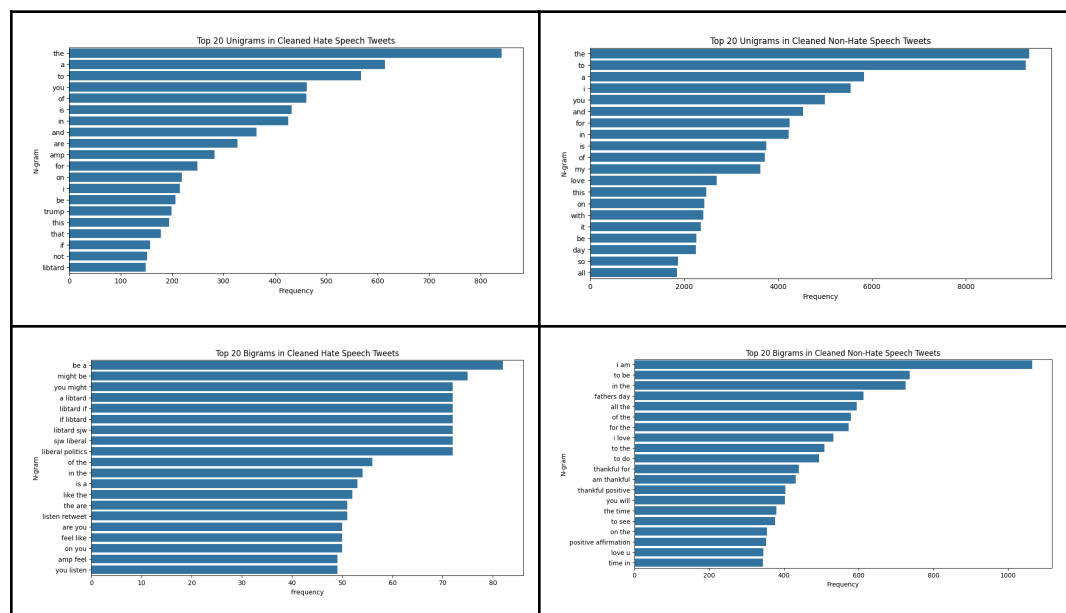 Top 20 Unigrams in Cleaned Hate Speech Tweets
the
a
to
you
of
is
in
and
are
amp
for
on
i
be
trump
this
that
if
not
libtard
N-gram
0 100 200 300 400 500 600 700 800
Frequency
Top 20 Unigrams in Cleaned Non-Hate Speech Tweets
the
to
a
i
you
and
for
in
is
of
my
love
this
on
with
it
be
day
so
all
N-gram
0 2000 4000 6000 8000
Frequency
Top 20 Bigrams in Cleaned Hate Speech Tweets
be a
might be
you might
a libtard
libtard if
if libtard
libtard sjw
sjw liberal
liberal politics
of the
in the
is a
like the
the are
listen retweet
are you
feel like
on you
amp feel
you listen
N-gram
0 10 20 30 40 50 60 70 80
Frequency
Top 20 Bigrams in Cleaned Non-Hate Speech Tweets
i am
to be
in the
fathers day
all the
of the
for the
i love
to the
to do
thankful for
am thankful
thankful positive
you will
the time
to see
on the
positive affirmation
love u
time in
N-gram
0 200 400 600 800 1000
Frequency